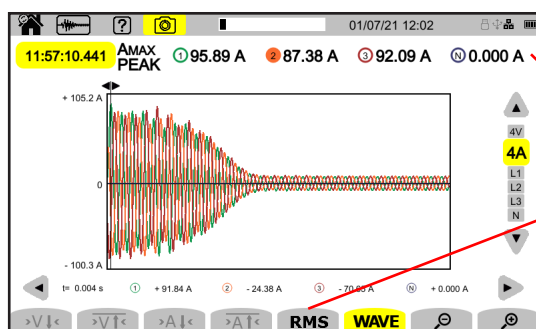 ? 01/07/21 12:02
11:57:10.441 AMAX PEAK 1 95.89 A 2 87.38 A 3 92.09 A N 0.000 A
+ 105.2 A
0
- 100.3 A
4V
4A
L1
L2
L3
N
t= 0.004 s 1 + 91.84 A 2 - 24.38 A 3 N + 0.000 A
>V↓< >V↑< >A↓< >A↑< RMS WAVE